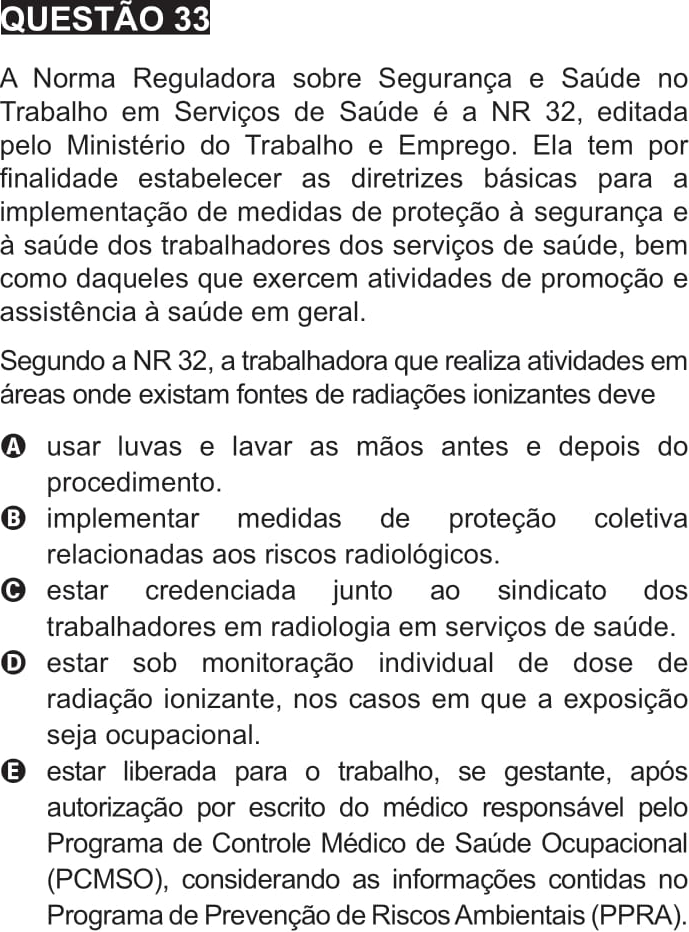 QUESTÃO 33
A Norma Reguladora sobre Segurança e Saúde no
Trabalho em Serviços de Saúde é a NR 32, editada
pelo Ministério do Trabalho e Emprego. Ela tem por
finalidade estabelecer as diretrizes básicas para a
implementação de medidas de proteção à segurança e
à saúde dos trabalhadores dos serviços de saúde, bem
como daqueles que exercem atividades de promoção e
assistência à saúde em geral.
Segundo a NR 32, a trabalhadora que realiza atividades em
áreas onde existam fontes de radiações ionizantes deve
A usar luvas e lavar as mãos antes e depois do
procedimento.
B implementar medidas de proteção coletiva
relacionadas aos riscos radiológicos.
C estar credenciada junto ao sindicato dos
trabalhadores em radiologia em serviços de saúde.
D estar sob monitoração individual de dose de
radiação ionizante, nos casos em que a exposição
seja ocupacional.
E estar liberada para o trabalho, se gestante, após
autorização por escrito do médico responsável pelo
Programa de Controle Médico de Saúde Ocupacional
(PCMSO), considerando as informações contidas no
Programa de Prevenção de Riscos Ambientais (PPRA).